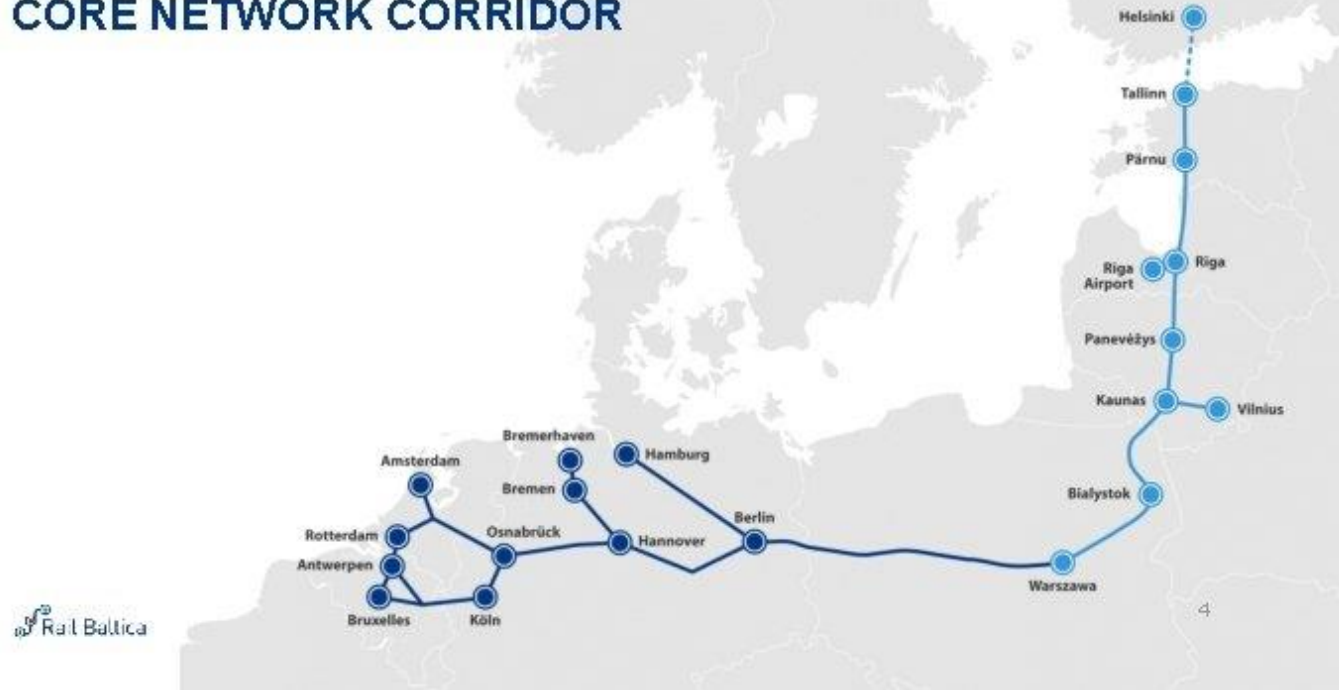 CORE NETWORK CORRIDOR
Helsinki
Tallinn
Pärnu
Riga
Riga
Airport
Panevėžys
Kaunas
Vilnius
Bremerhaven
Hamburg
Amsterdam
Bremen
Bialystok
Berlin
Rotterdam
Osnabrück
Hannover
Antwerpen
Warszawa
4
Bruxelles
Köln
Rail Baltica